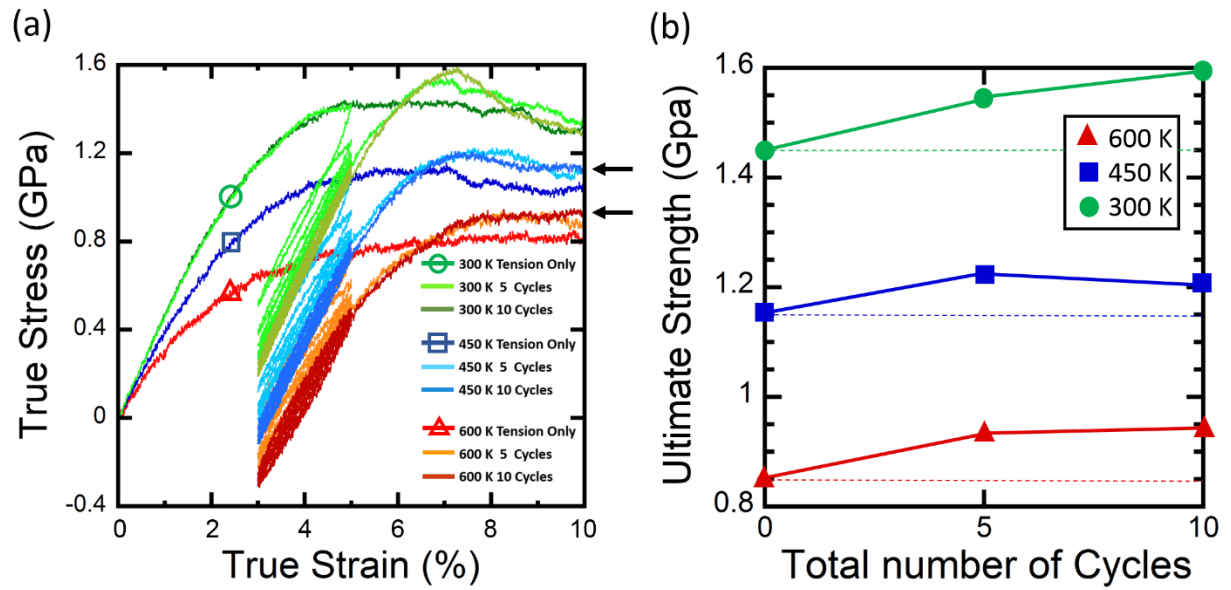 (a)
True Stress (GPa)
1.6
1.2
0.8
0.4
0
-0.4
0
2
4
6
8
10
True Strain (%)
300 K Tension Only
300 K 5 Cycles
300 K 10 Cycles
450 K Tension Only
450 K 5 Cycles
450 K 10 Cycles
600 K Tension Only
600 K 5 Cycles
600 K 10 Cycles
(b)
Ultimate Strength (Gpa)
1.6
1.4
1.2
1
0.8
0
5
10
Total number of Cycles
600 K
450 K
300 K